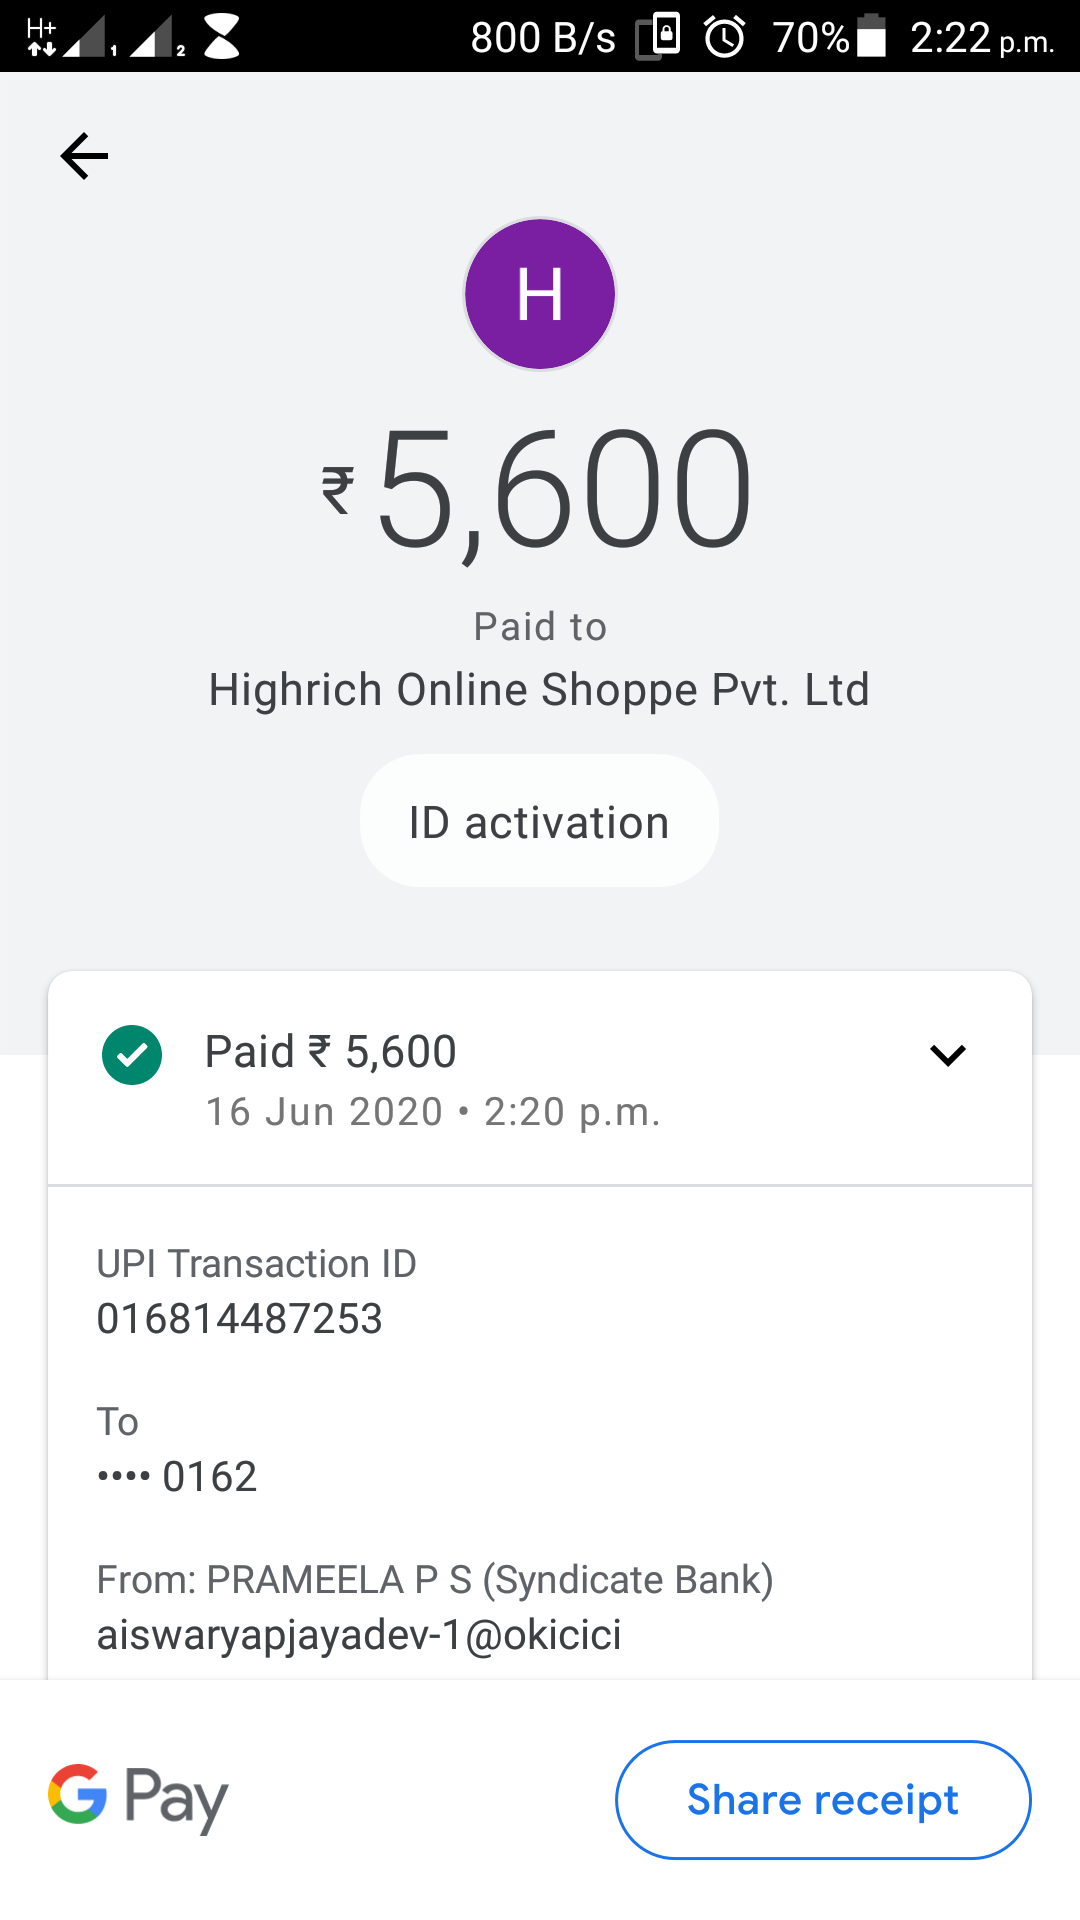 H+ 1 2 800 B/s 70% 2:22 p.m.
H
₹5,600
Paid to
Highrich Online Shoppe Pvt. Ltd
ID activation
Paid ₹ 5,600
16 Jun 2020 • 2:20 p.m.
UPI Transaction ID
016814487253
To
•••• 0162
From: PRAMEELA P S (Syndicate Bank)
aiswaryapjayadev-1@okicici
G Pay
Share receipt